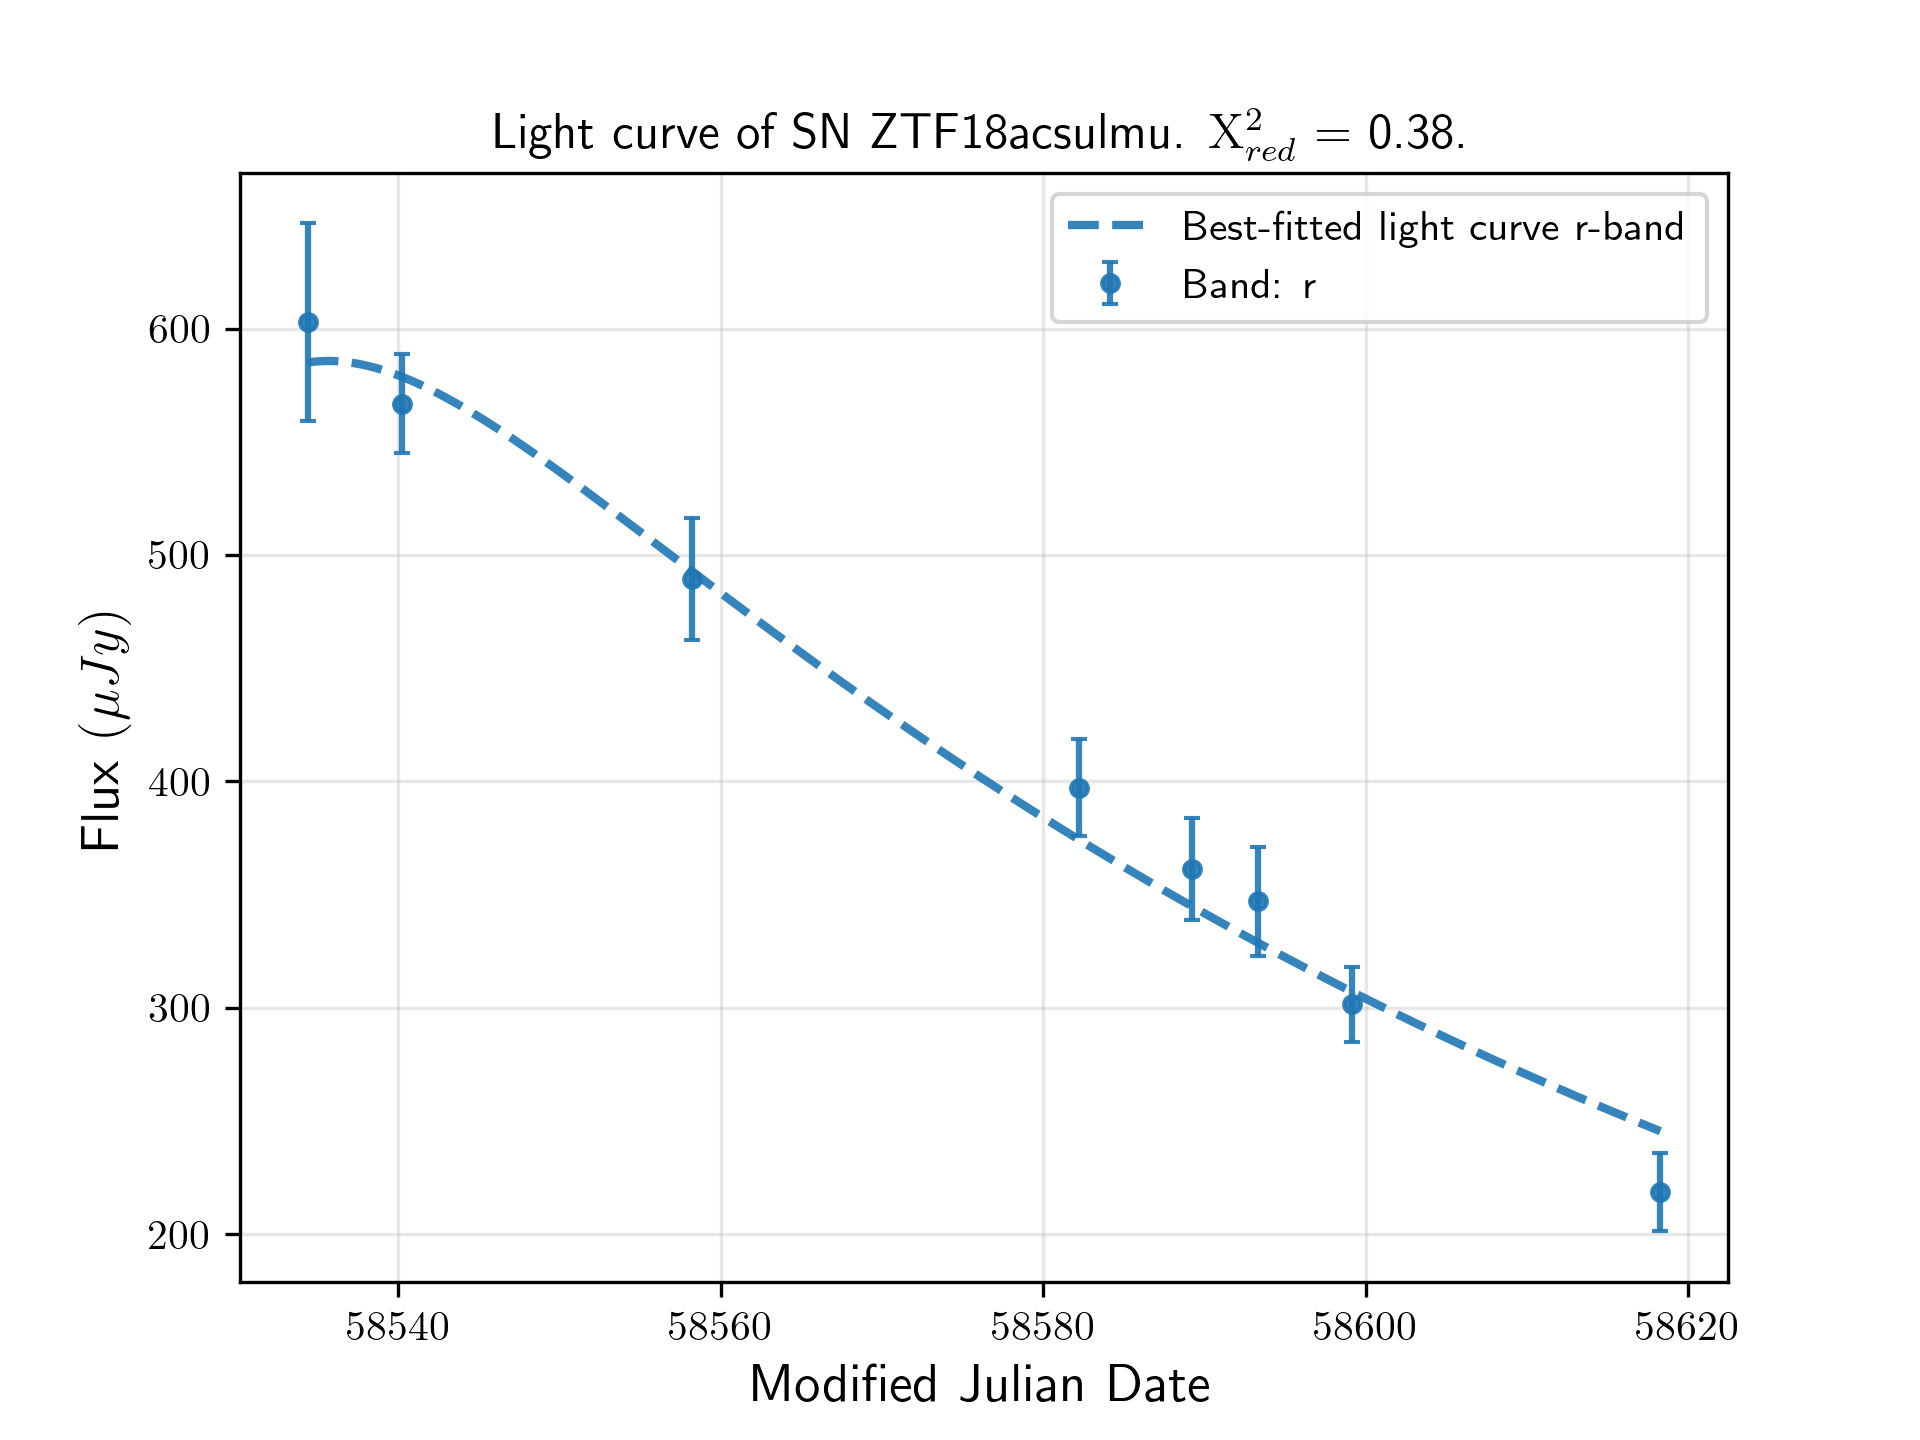 Light curve of SN ZTF18acsulmu. X²_red = 0.38.
Best-fitted light curve r-band
Band: r
600
500
400
300
200
Flux (μJy)
58540 58560 58580 58600 58620
Modified Julian Date